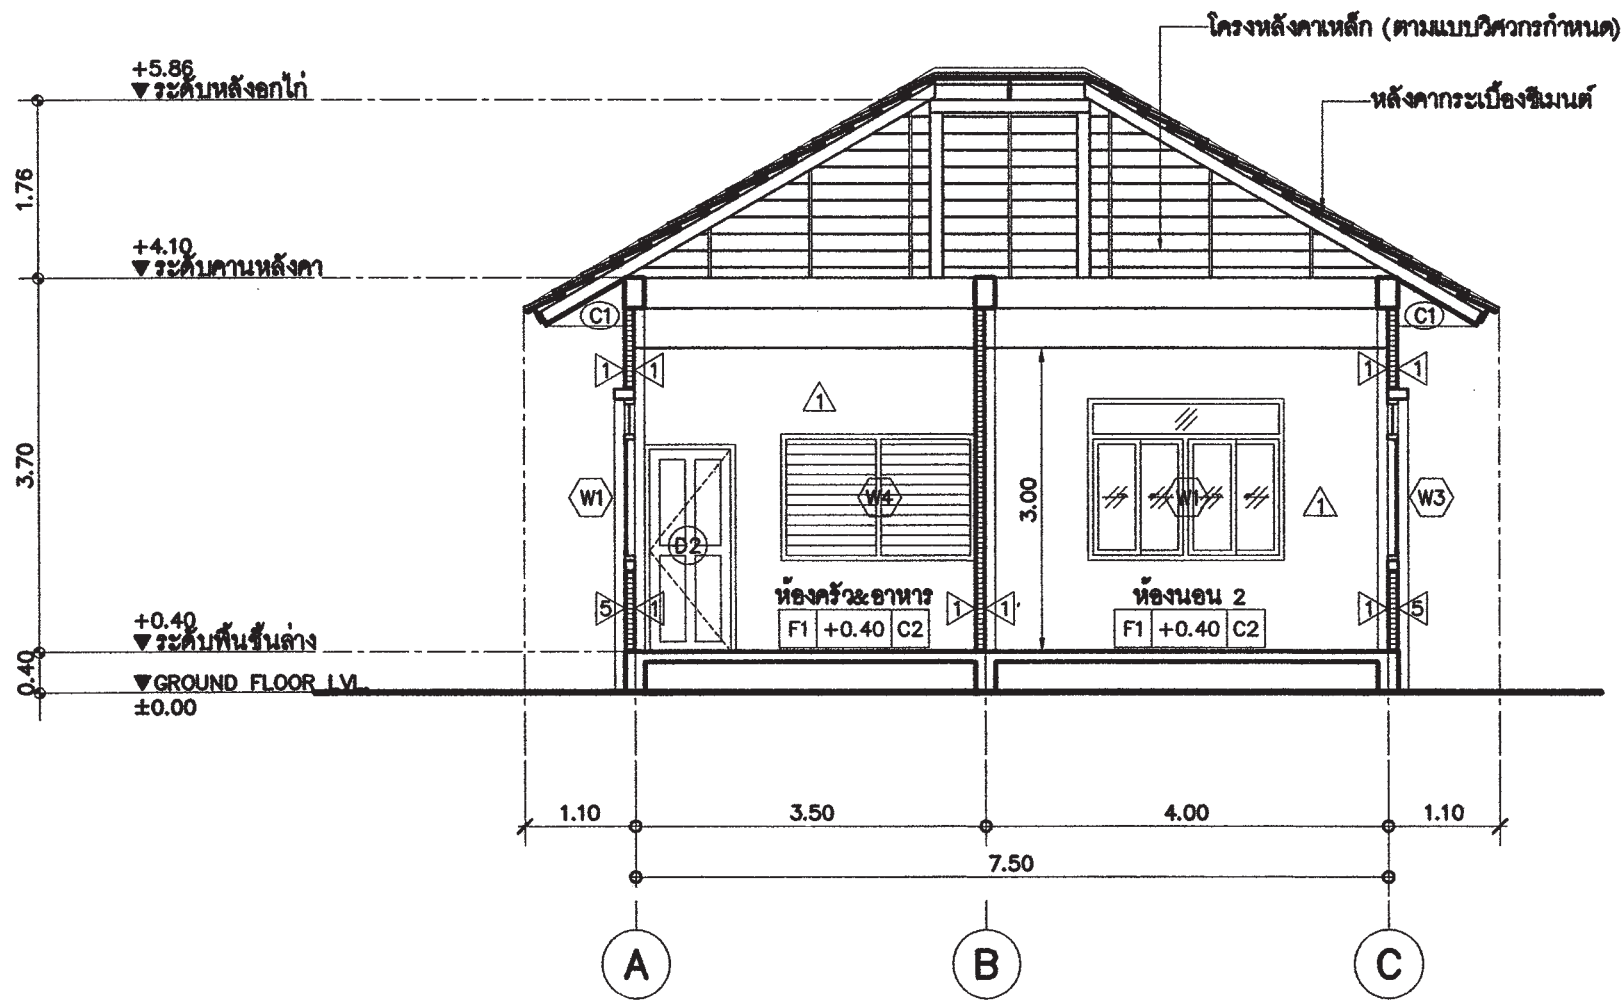 โครงหลังคาเหล็ก (ตามแบบวิศวกรกำหนด)
+5.86
ระดับหลังอกไก่
หลังคากระเบื้องซีเมนต์
1.76
+4.10
ระดับคานหลังคา
C1 C1
1 1 1 1
1
3.70
3.00
W1 W4 W1 1 W3
D2
ห้องครัว&อาหาร ห้องนอน 2
5 1 1 1 1 5
F1 +0.40 C2 F1 +0.40 C2
+0.40
ระดับพื้นชั้นล่าง
0.40
GROUND FLOOR LVL.
±0.00
1.10 3.50 4.00 1.10
7.50
A B C